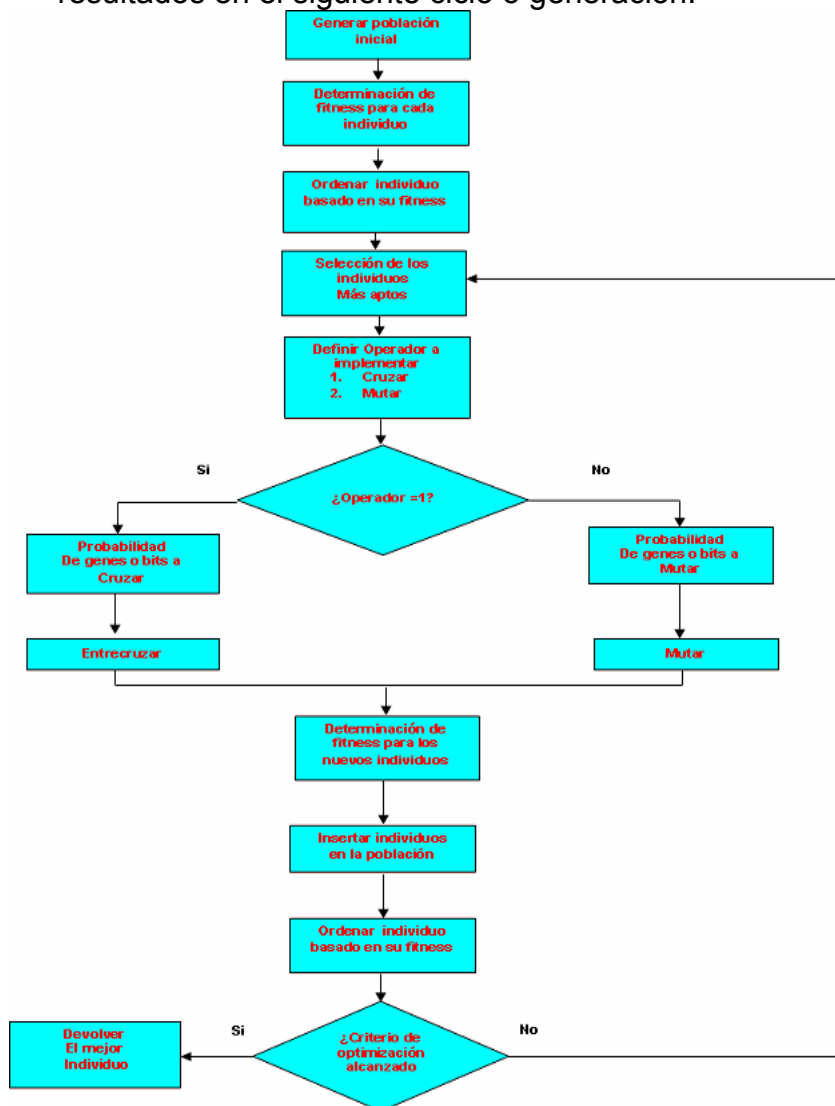 resultados en el siguiente ciclo o generación.
Generar población
inicial
Determinación de
fitness para cada
individuo
Ordenar individuo
basado en su fitness
Selección de los
individuos
Más aptos
Definir Operador a
implementar
1. Cruzar
2. Mutar
Si
No
¿Operador =1?
Probabilidad
De genes o bits a
Cruzar
Probabilidad
De genes o bits a
Mutar
Entrecruzar
Mutar
Determinación de
fitness para los
nuevos individuos
Insertar individuos
en la población
Ordenar individuo
basado en su fitness
Si
No
¿Criterio de
optimización
alcanzado
Devolver
El mejor
Individuo